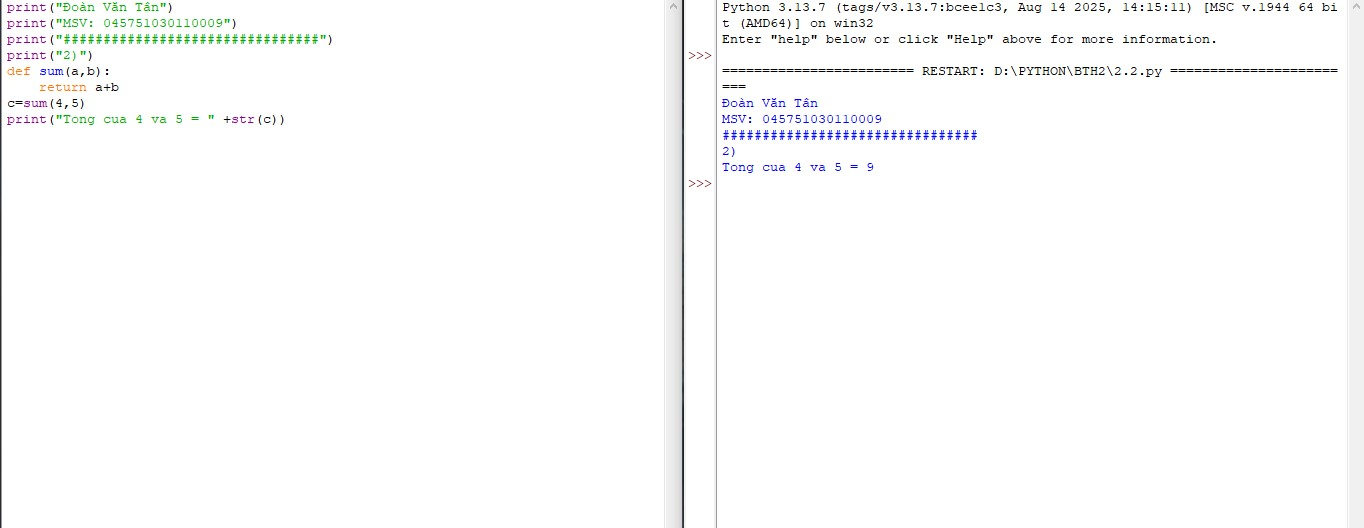 print("Đoàn Văn Tân")
print("MSV: 045751030110009")
print("################################")
print("2)")
def sum(a,b):
    return a+b
c=sum(4,5)
print("Tong cua 4 va 5 = " +str(c))
Python 3.13.7 (tags/v3.13.7:bcee1c3, Aug 14 2025, 14:15:11) [MSC v.1944 64 bi
t (AMD64)] on win32
Enter "help" below or click "Help" above for more information.
>>>
======================== RESTART: D:\PYTHON\BTH2\2.2.py =====================
===
Đoàn Văn Tân
MSV: 045751030110009
################################
2)
Tong cua 4 va 5 = 9
>>>